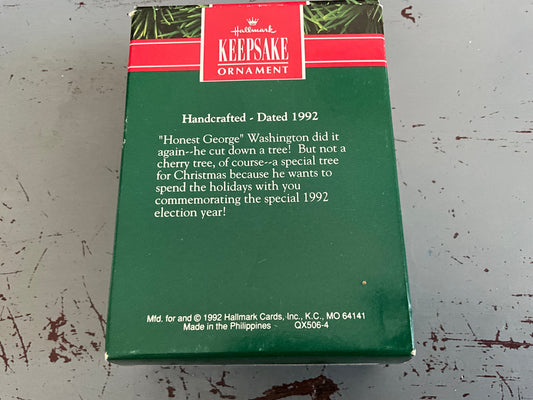 Hallmark
KEEPSAKE
ORNAMENT
Handcrafted - Dated 1992
"Honest George" Washington did it
again--he cut down a tree! But not a
cherry tree, of course--a special tree
for Christmas because he wants to
spend the holidays with you
commemorating the special 1992
election year!
Mfd. for and © 1992 Hallmark Cards, Inc., K.C., MO 64141
Made in the Philippines QX506-4